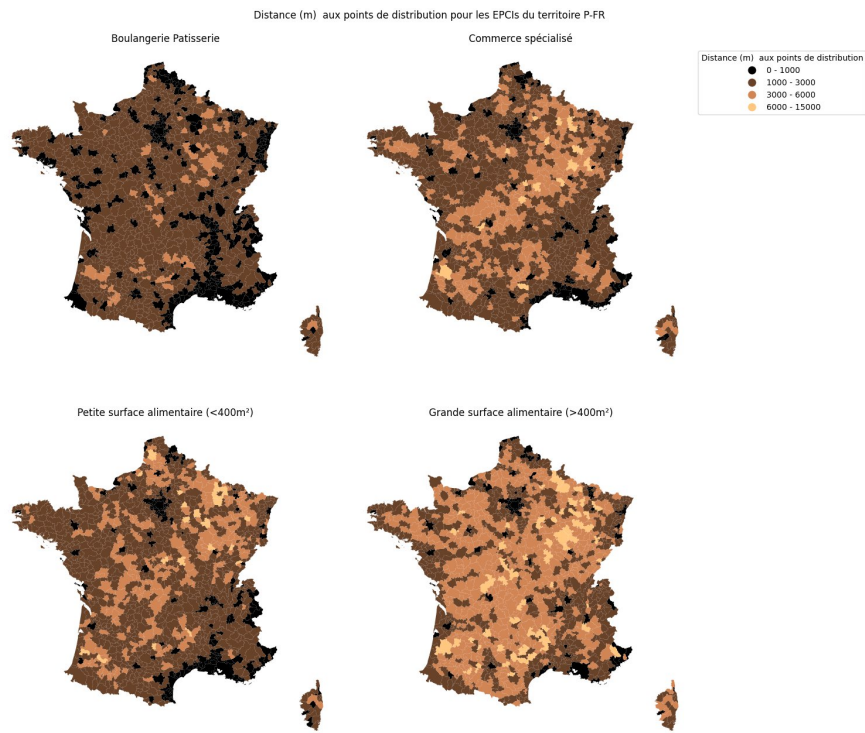 Distance (m)  aux points de distribution pour les EPCIs du territoire P-FR
Boulangerie Patisserie
Commerce spécialisé
Distance (m)  aux points de distribution
0 - 1000
1000 - 3000
3000 - 6000
6000 - 15000
Petite surface alimentaire (<400m²)
Grande surface alimentaire (>400m²)